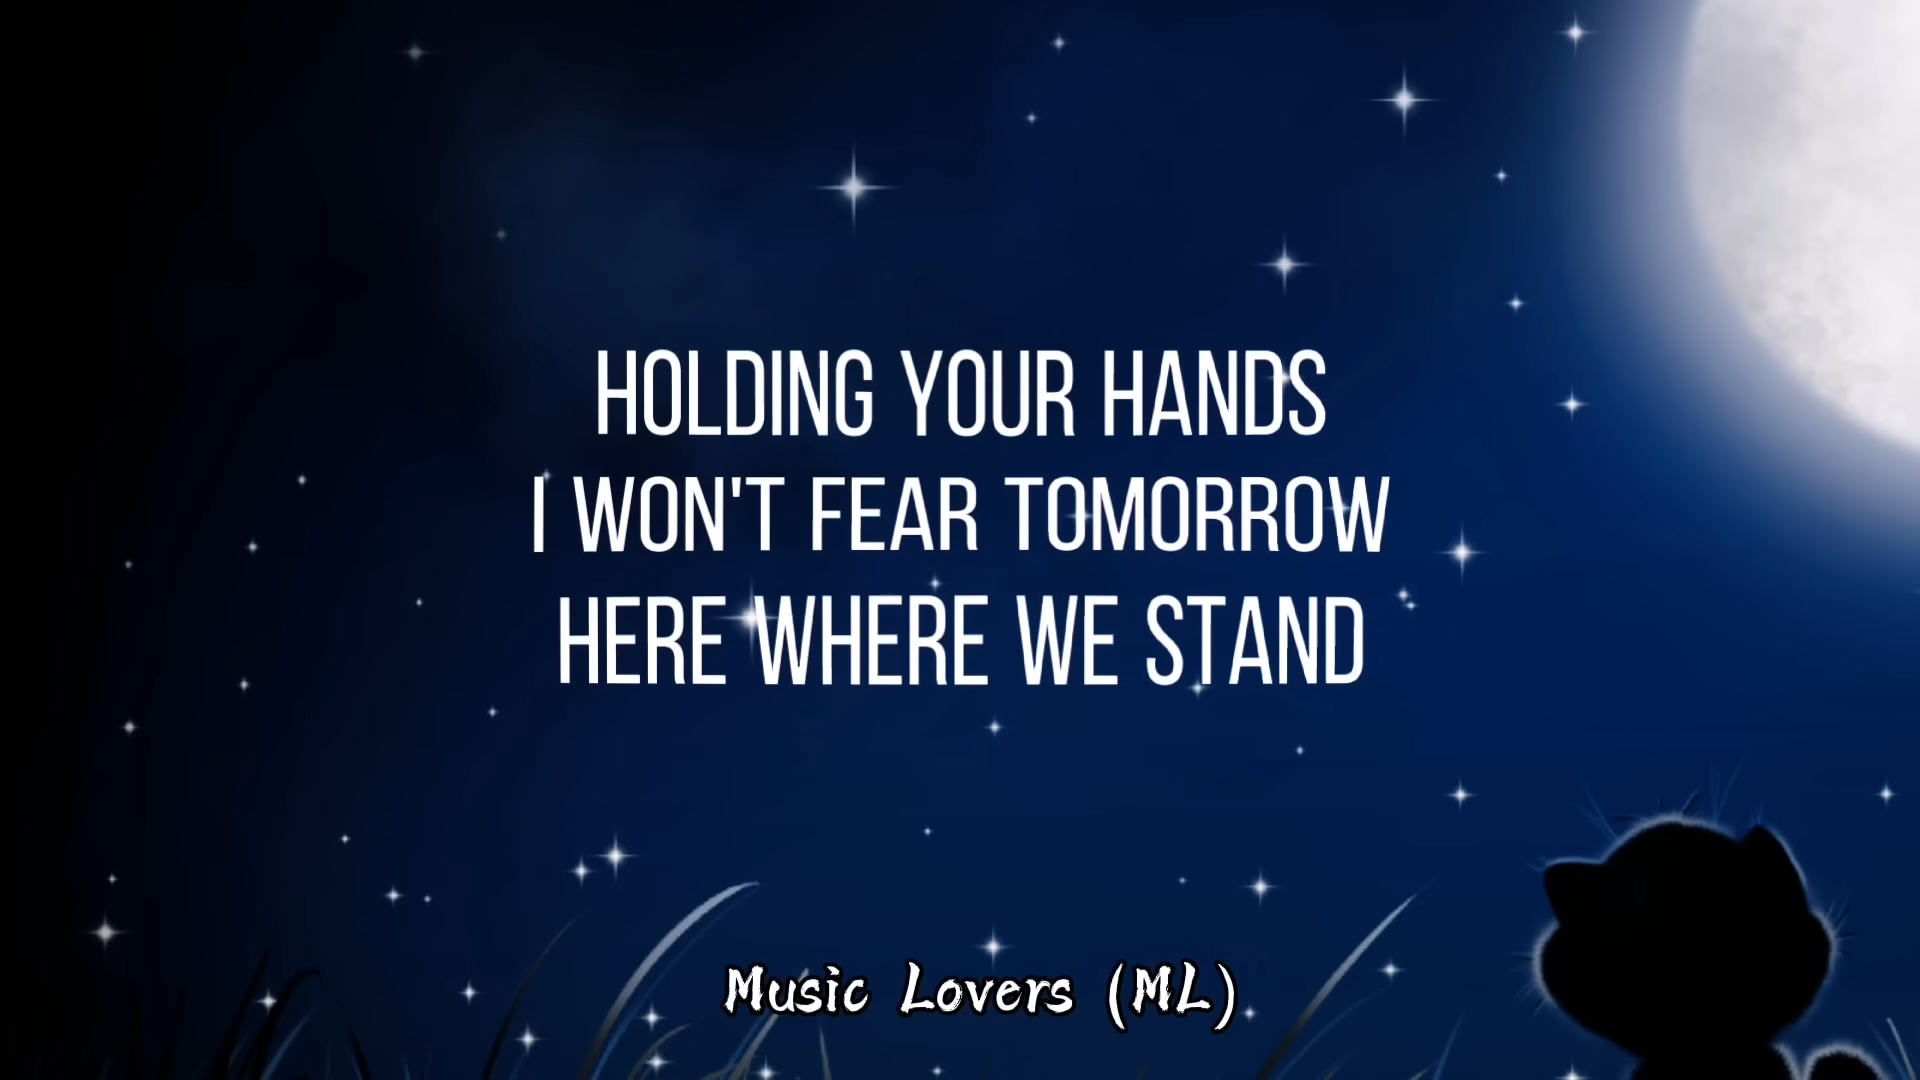 HOLDING YOUR HANDS
I WON'T FEAR TOMORROW
HERE WHERE WE STAND
Music Lovers (ML)